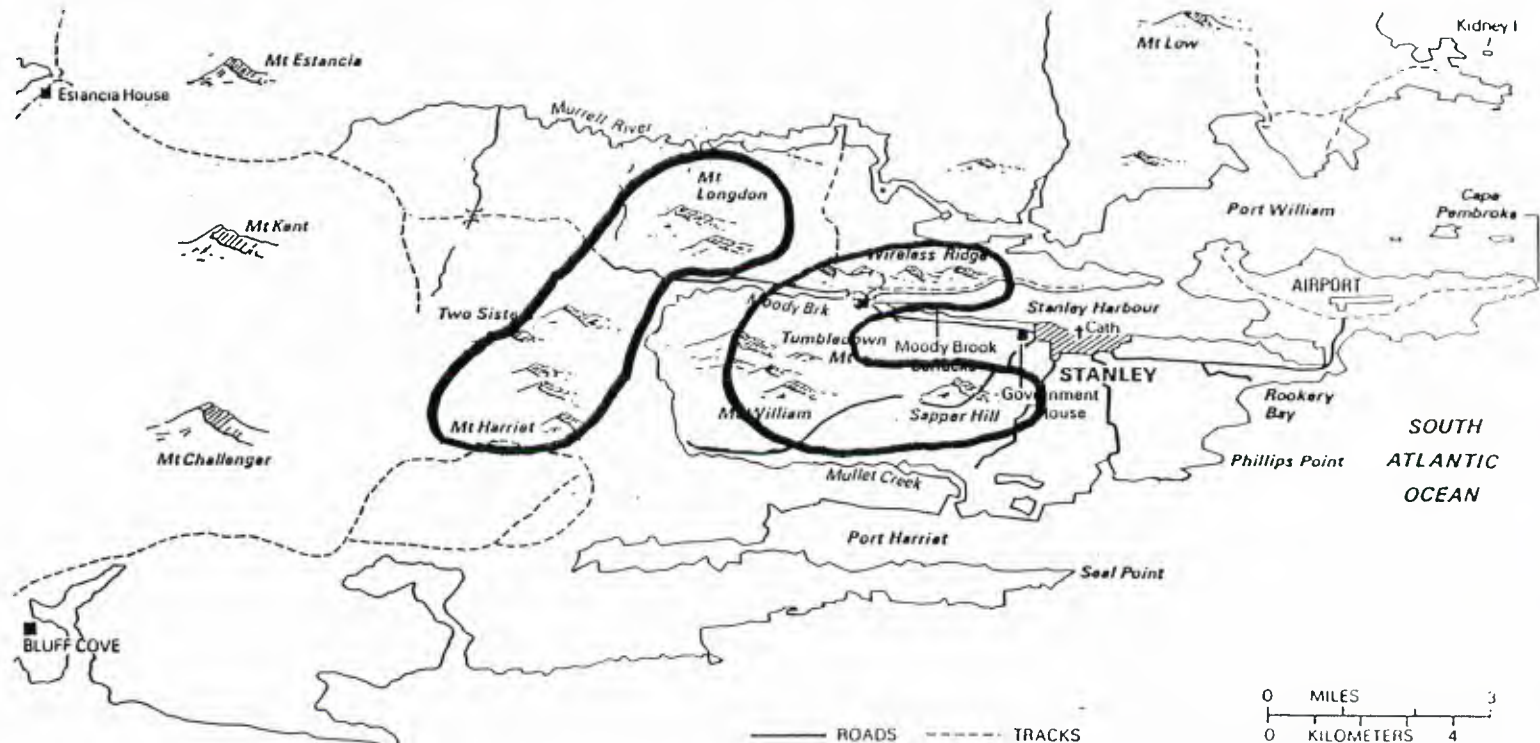 Kidney I
Mt Low
Mt Estancia
Estancia House
Murrell River
Mt
Longdon
Cape
Pembroke
Port William
Mt Kent
Wireless Ridge
AIRPORT
Moody Brk
Stanley Harbour
Two
Cath
Tumbledown
Mt
Moody Brook
STANLEY
Government
House
Rookery
Bay
Mt William
Sapper Hill
Mt Harriet
SOUTH
ATLANTIC
OCEAN
Mt Challenger
Phillips Point
Mullet Creek
Port Harriet
Seal Point
BLUFF COVE
0 MILES 3
0 KILOMETERS 4
ROADS TRACKS